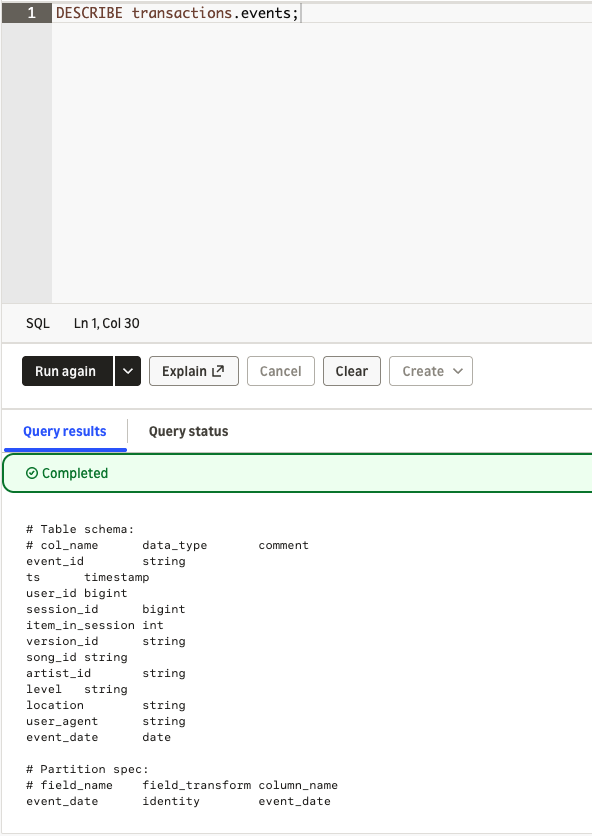 1 DESCRIBE transactions.events;
SQL Ln 1, Col 30
Run again Explain Cancel Clear Create
Query results Query status
Completed
# Table schema:
# col_name data_type comment
event_id string
ts timestamp
user_id bigint
session_id bigint
item_in_session int
version_id string
song_id string
artist_id string
level string
location string
user_agent string
event_date date
# Partition spec:
# field_name field_transform column_name
event_date identity event_date